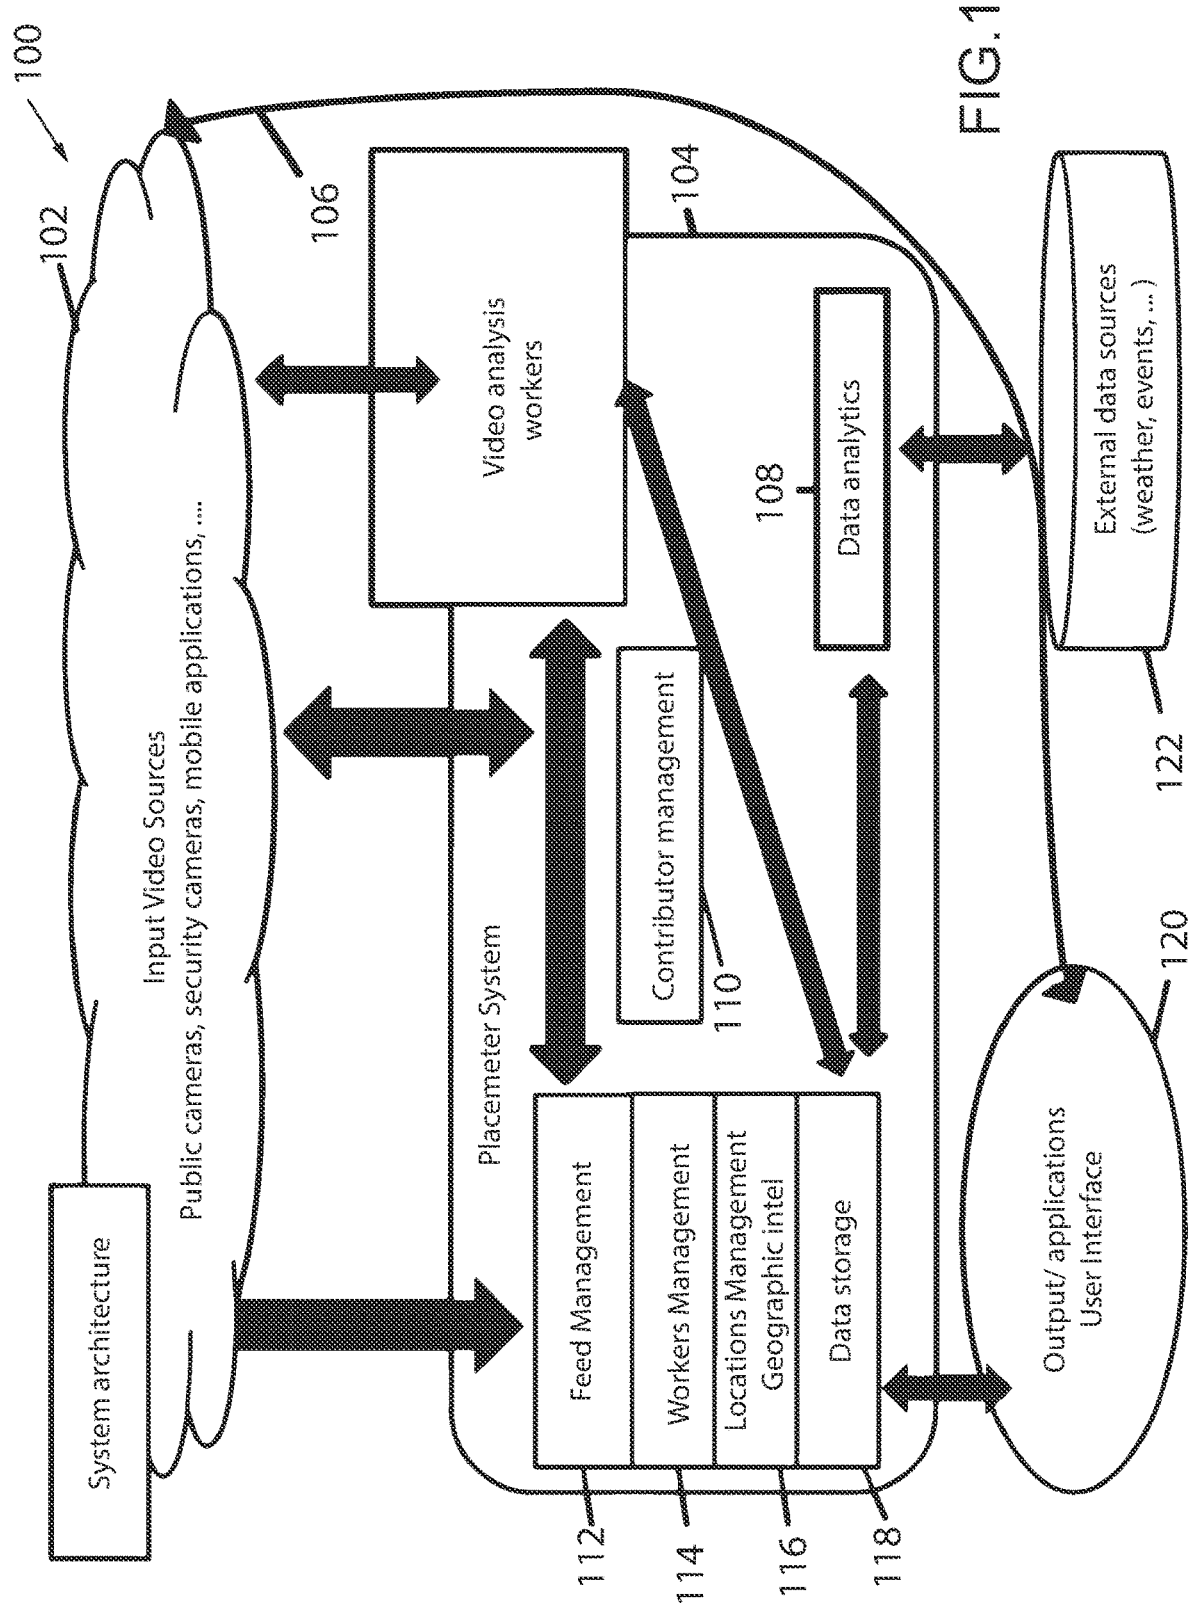 System architecture
102
100
Input Video Sources
Public cameras, security cameras, mobile applications, ....
106
Placemeter System
Video analysis
workers
104
112
Feed Management
114
Workers Management
116
Locations Management
Geographic intel
118
Data storage
Contributor management
110
108
Data analytics
Output/ applications
User Interface
120
External data sources
(weather, events, ... )
122
FIG. 1